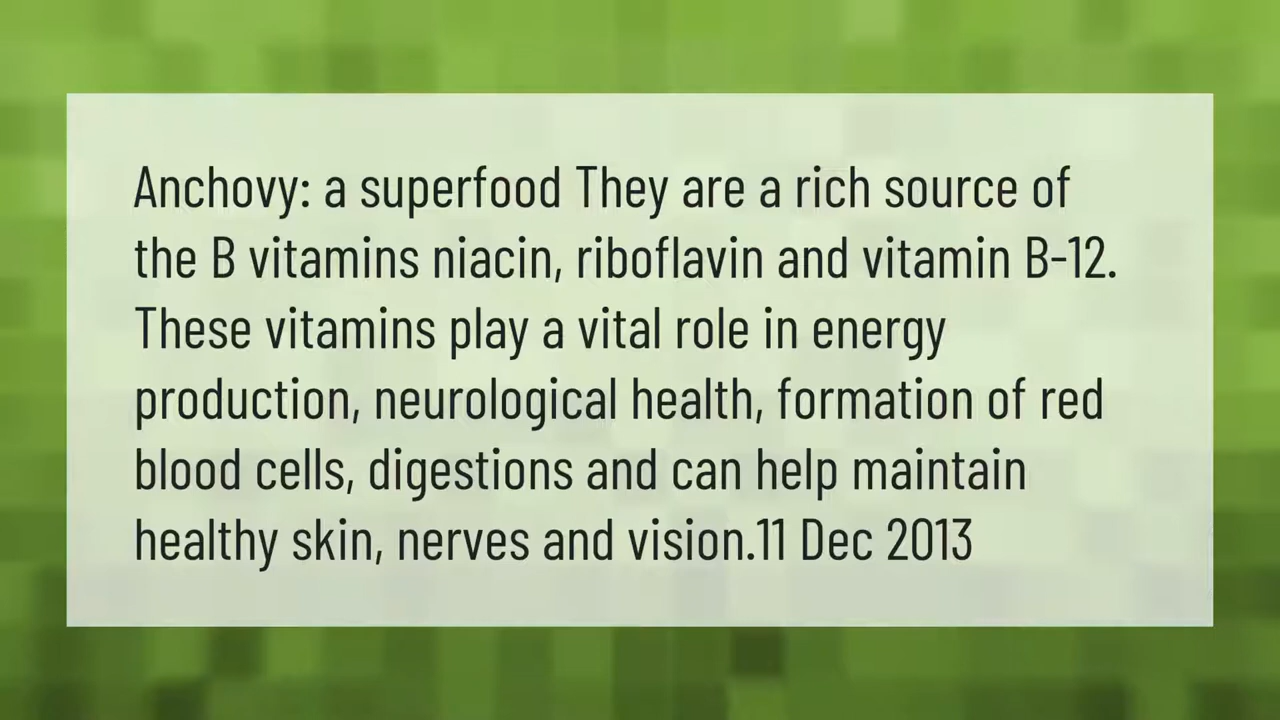 Anchovy: a superfood They are a rich source of
the B vitamins niacin, riboflavin and vitamin B-12.
These vitamins play a vital role in energy
production, neurological health, formation of red
blood cells, digestions and can help maintain
healthy skin, nerves and vision.11 Dec 2013